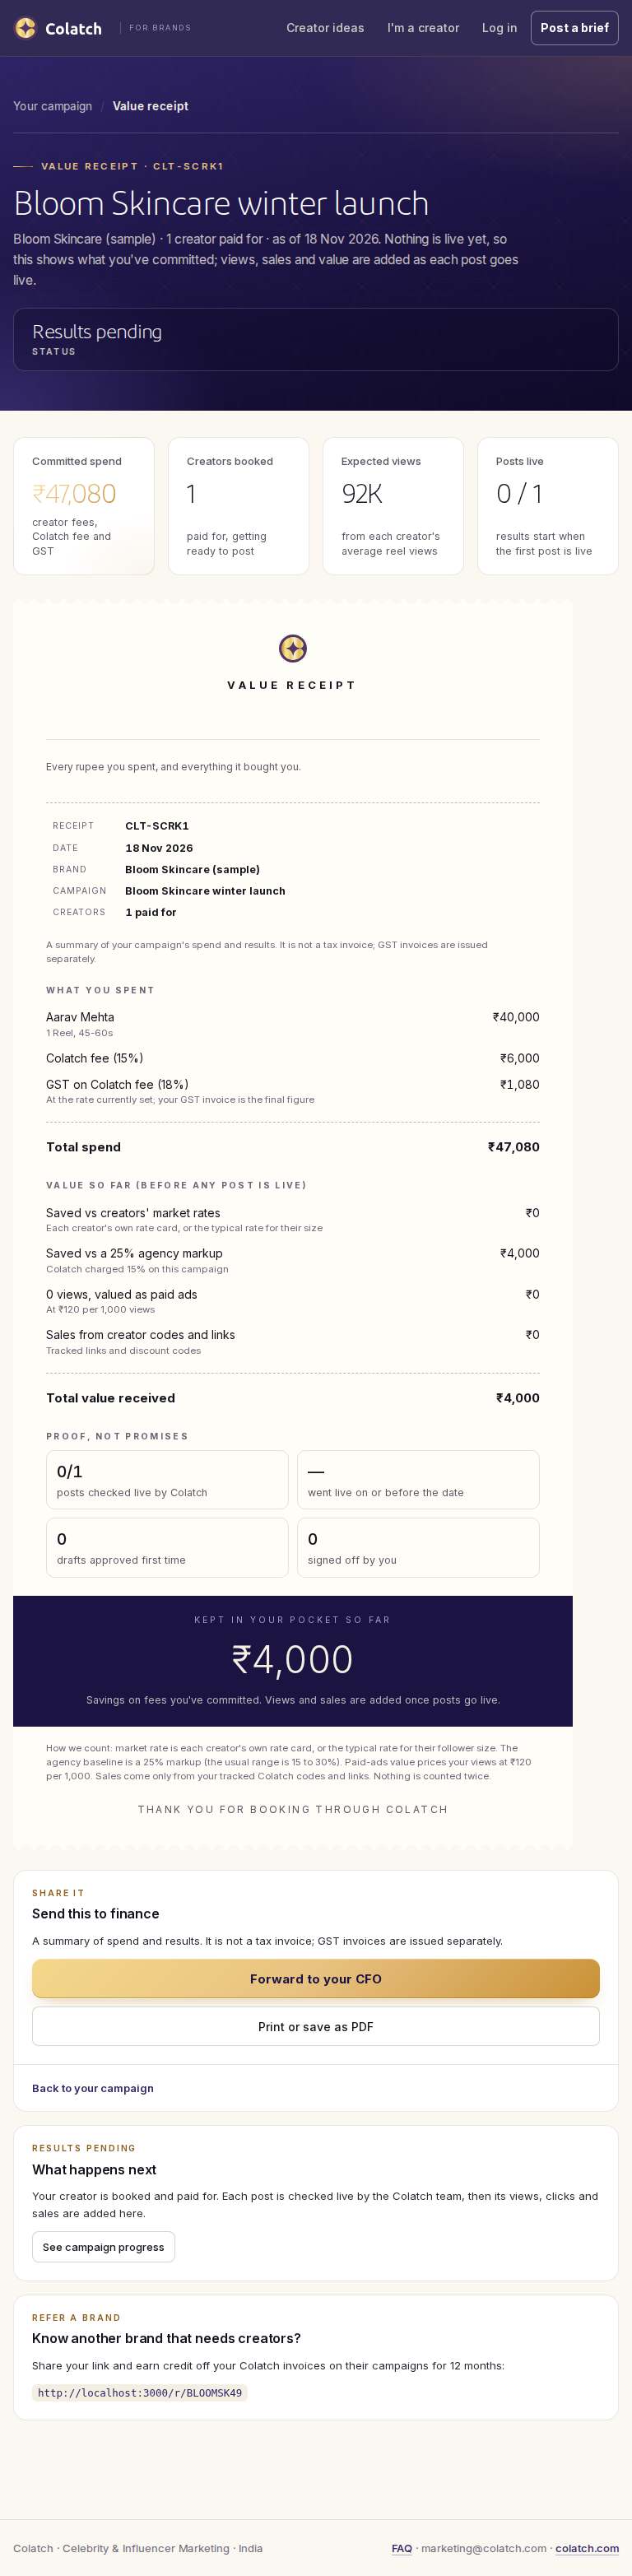 Colatch
FOR BRANDS
Creator ideas
I'm a creator
Log in
Post a brief
Your campaign / Value receipt
VALUE RECEIPT · CLT-SCRK1
Bloom Skincare winter launch
Bloom Skincare (sample) · 1 creator paid for · as of 18 Nov 2026. Nothing is live yet, so
this shows what you've committed; views, sales and value are added as each post goes
live.
Results pending
STATUS
Committed spend
₹47,080
creator fees,
Colatch fee and
GST
Creators booked
1
paid for, getting
ready to post
Expected views
92K
from each creator's
average reel views
Posts live
0 / 1
results start when
the first post is live
VALUE RECEIPT
Every rupee you spent, and everything it bought you.
RECEIPT CLT-SCRK1
DATE 18 Nov 2026
BRAND Bloom Skincare (sample)
CAMPAIGN Bloom Skincare winter launch
CREATORS 1 paid for
A summary of your campaign's spend and results. It is not a tax invoice; GST invoices are issued
separately.
WHAT YOU SPENT
Aarav Mehta ₹40,000
1 Reel, 45-60s
Colatch fee (15%) ₹6,000
GST on Colatch fee (18%) ₹1,080
At the rate currently set; your GST invoice is the final figure
Total spend ₹47,080
VALUE SO FAR (BEFORE ANY POST IS LIVE)
Saved vs creators' market rates ₹0
Each creator's own rate card, or the typical rate for their size
Saved vs a 25% agency markup ₹4,000
Colatch charged 15% on this campaign
0 views, valued as paid ads ₹0
At ₹120 per 1,000 views
Sales from creator codes and links ₹0
Tracked links and discount codes
Total value received ₹4,000
PROOF, NOT PROMISES
0/1
posts checked live by Colatch
—
went live on or before the date
0
drafts approved first time
0
signed off by you
KEPT IN YOUR POCKET SO FAR
₹4,000
Savings on fees you've committed. Views and sales are added once posts go live.
How we count: market rate is each creator's own rate card, or the typical rate for their follower size. The
agency baseline is a 25% markup (the usual range is 15 to 30%). Paid-ads value prices your views at ₹120
per 1,000. Sales come only from your tracked Colatch codes and links. Nothing is counted twice.
THANK YOU FOR BOOKING THROUGH COLATCH
SHARE IT
Send this to finance
A summary of spend and results. It is not a tax invoice; GST invoices are issued separately.
Forward to your CFO
Print or save as PDF
Back to your campaign
RESULTS PENDING
What happens next
Your creator is booked and paid for. Each post is checked live by the Colatch team, then its views, clicks and
sales are added here.
See campaign progress
REFER A BRAND
Know another brand that needs creators?
Share your link and earn credit off your Colatch invoices on their campaigns for 12 months:
http://localhost:3000/r/BLOOMSK49
Colatch · Celebrity & Influencer Marketing · India
FAQ · marketing@colatch.com · colatch.com